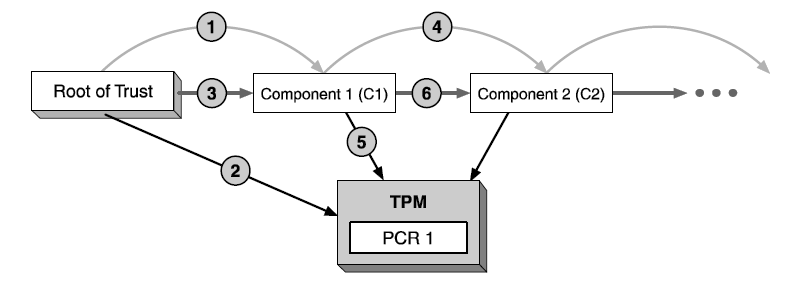 1
4
Root of Trust
3
Component 1 (C1)
6
Component 2 (C2)
5
2
TPM
PCR 1